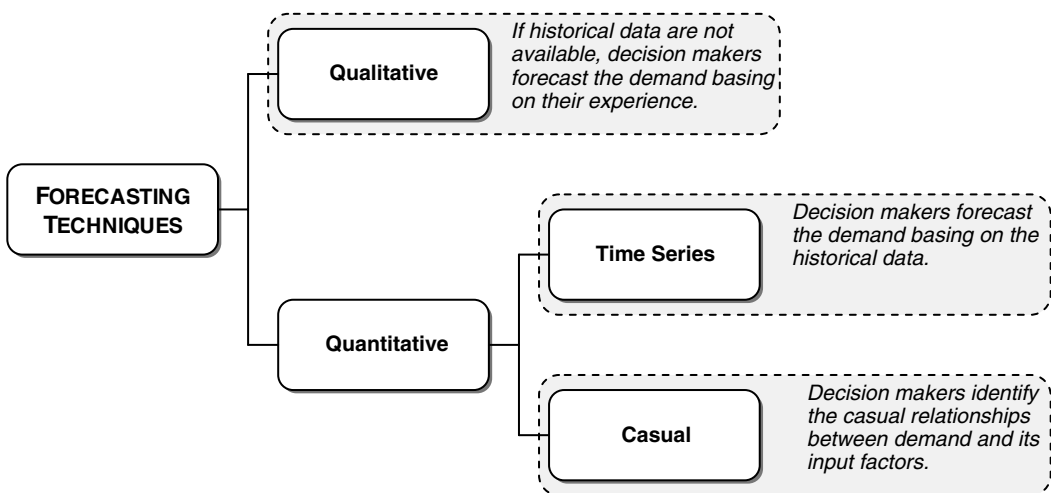 Qualitative
If historical data are not
available, decision makers
forecast the demand basing
on their experience.
FORECASTING
TECHNIQUES
Time Series
Decision makers forecast
the demand basing on the
historical data.
Quantitative
Casual
Decision makers identify
the casual relationships
between demand and its
input factors.